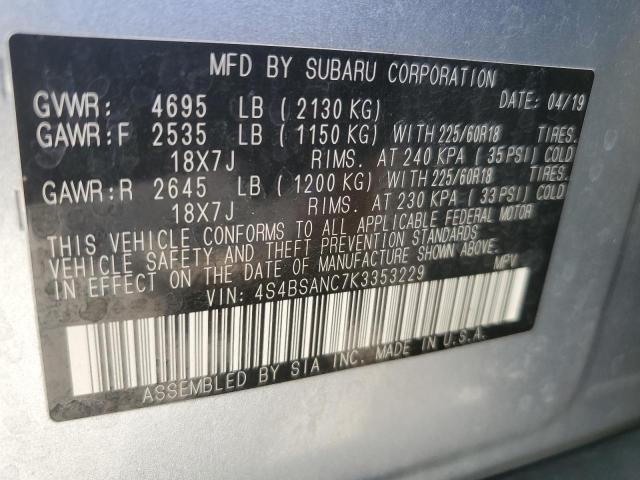 MFD BY SUBARU CORPORATION
GVWR: 4695 LB (2130 KG) DATE: 04/19
GAWR:F 2535 LB (1150 KG) WITH 225/60R18 TIRES.
18X7J RIMS. AT 240 KPA (35 PSI) COLD
GAWR:R 2645 LB (1200 KG) WITH 225/60R18 TIRES.
18X7J RIMS. AT 230 KPA (33 PSI) COLD
THIS VEHICLE CONFORMS TO ALL APPLICABLE FEDERAL MOTOR
VEHICLE SAFETY AND THEFT PREVENTION STANDARDS
IN EFFECT ON THE DATE OF MANUFACTURE SHOWN ABOVE.
VIN: 4S4BSANC7K3353229 MPV
ASSEMBLED BY SIA INC. MADE IN U.S.A.